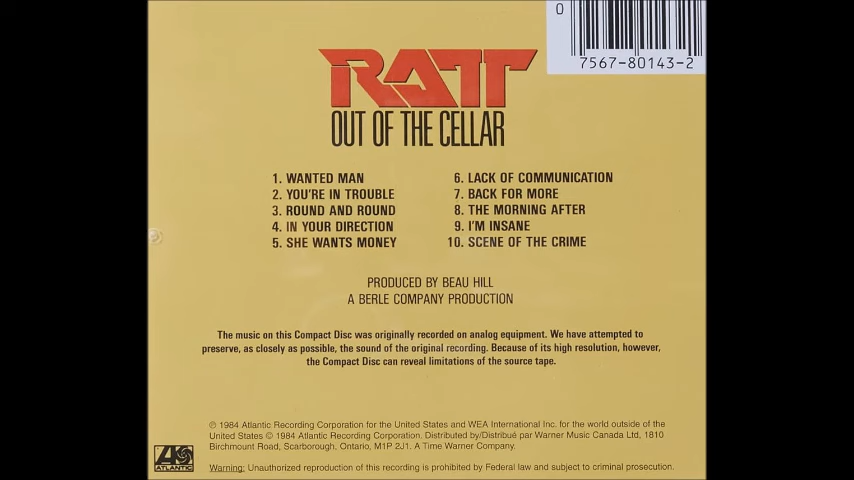 0
7567-80143-2
RATT
OUT OF THE CELLAR
1. WANTED MAN
2. YOU'RE IN TROUBLE
3. ROUND AND ROUND
4. IN YOUR DIRECTION
5. SHE WANTS MONEY
6. LACK OF COMMUNICATION
7. BACK FOR MORE
8. THE MORNING AFTER
9. I'M INSANE
10. SCENE OF THE CRIME
PRODUCED BY BEAU HILL
A BERLE COMPANY PRODUCTION
The music on this Compact Disc was originally recorded on analog equipment. We have attempted to
preserve, as closely as possible, the sound of the original recording. Because of its high resolution, however,
the Compact Disc can reveal limitations of the source tape.
℗ 1984 Atlantic Recording Corporation for the United States and WEA International Inc. for the world outside of the
United States © 1984 Atlantic Recording Corporation. Distributed by/Distribué par Warner Music Canada Ltd, 1810
Birchmount Road, Scarborough, Ontario, M1P 2J1. A Time Warner Company.
ATLANTIC
Warning: Unauthorized reproduction of this recording is prohibited by Federal law and subject to criminal prosecution.